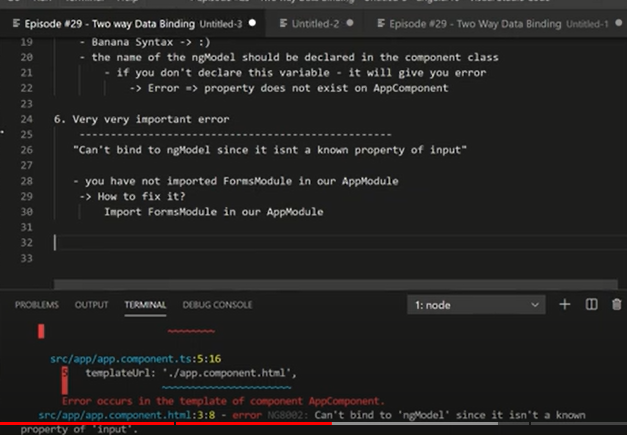 Episode #29 - Two way Data Binding Untitled-3
Untitled-2
Episode #29 - Two Way Data Binding Untitled-1
19 - Banana Syntax -> :)
20 - the name of the ngModel should be declared in the component class
21 - if you don't declare this variable - it will give you error
22 -> Error => property does not exist on AppComponent
23
24 6. Very very important error
25 -------------------------------------------------
26 "Can't bind to ngModel since it isnt a known property of input"
27
28 - you have not imported FormsModule in our AppModule
29 -> How to fix it?
30 Import FormsModule in our AppModule
31
32
33
PROBLEMS OUTPUT TERMINAL DEBUG CONSOLE 1: node
~~~~~~~~
src/app/app.component.ts:5:16
5 templateUrl: './app.component.html',
~~~~~~~~~~~~~~~~~~~~~~
Error occurs in the template of component AppComponent.
src/app/app.component.html:3:8 - error NG8002: Can't bind to 'ngModel' since it isn't a known
property of 'input'.